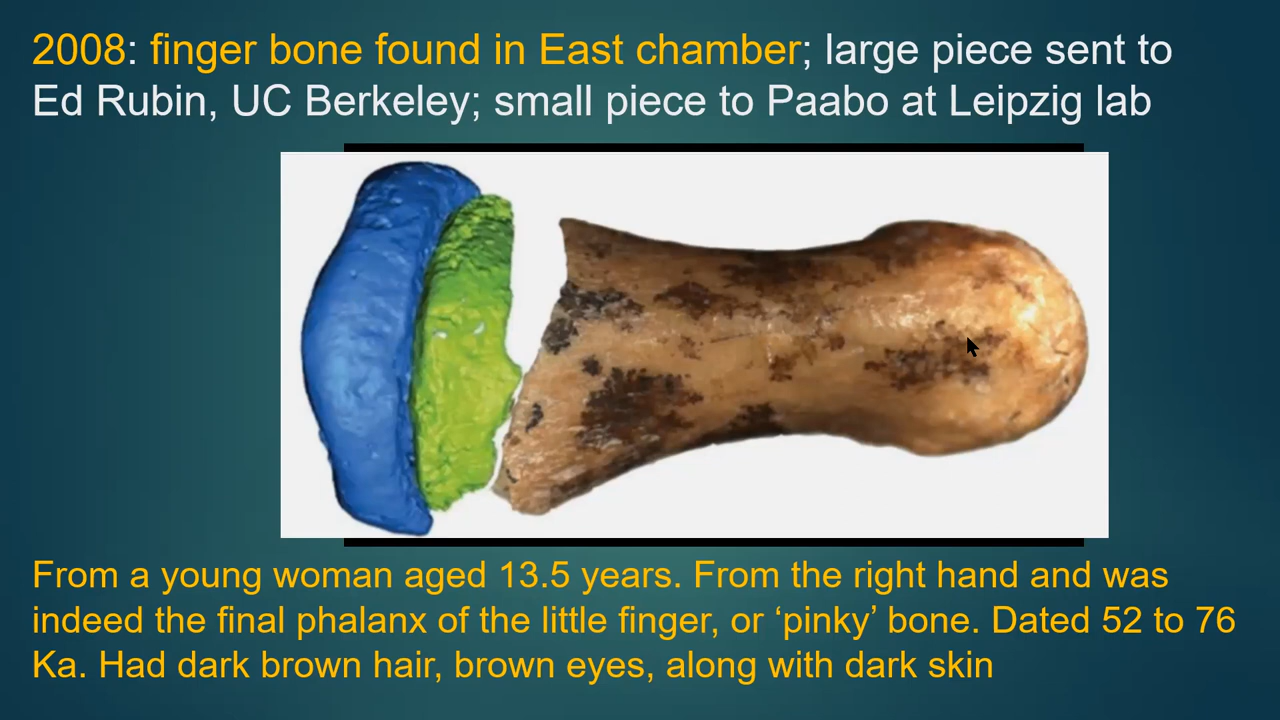 2008: finger bone found in East chamber; large piece sent to
Ed Rubin, UC Berkeley; small piece to Paabo at Leipzig lab
From a young woman aged 13.5 years. From the right hand and was
indeed the final phalanx of the little finger, or ‘pinky’ bone. Dated 52 to 76
Ka. Had dark brown hair, brown eyes, along with dark skin